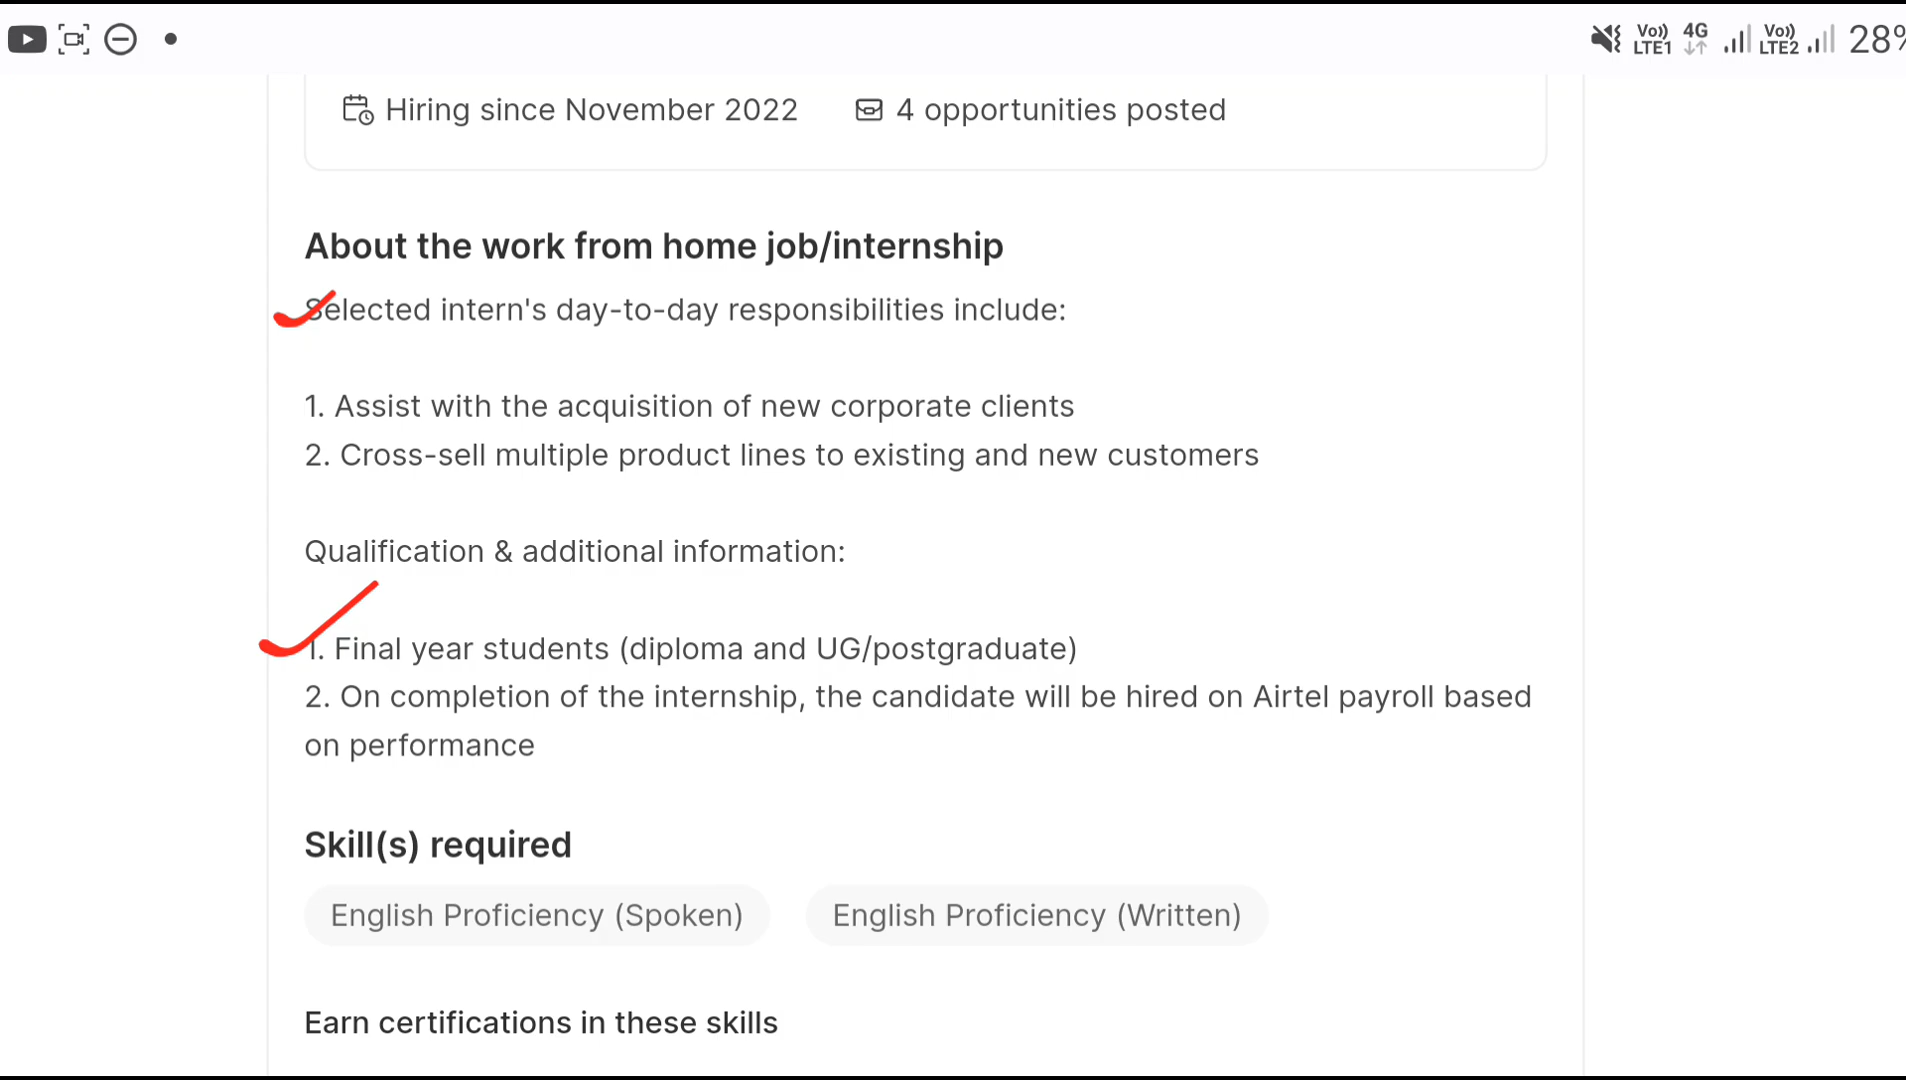 Vo)) LTE1 4G Vo)) LTE2 28%
Hiring since November 2022 4 opportunities posted
About the work from home job/internship
Selected intern's day-to-day responsibilities include:
1. Assist with the acquisition of new corporate clients
2. Cross-sell multiple product lines to existing and new customers
Qualification & additional information:
1. Final year students (diploma and UG/postgraduate)
2. On completion of the internship, the candidate will be hired on Airtel payroll based
on performance
Skill(s) required
English Proficiency (Spoken) English Proficiency (Written)
Earn certifications in these skills